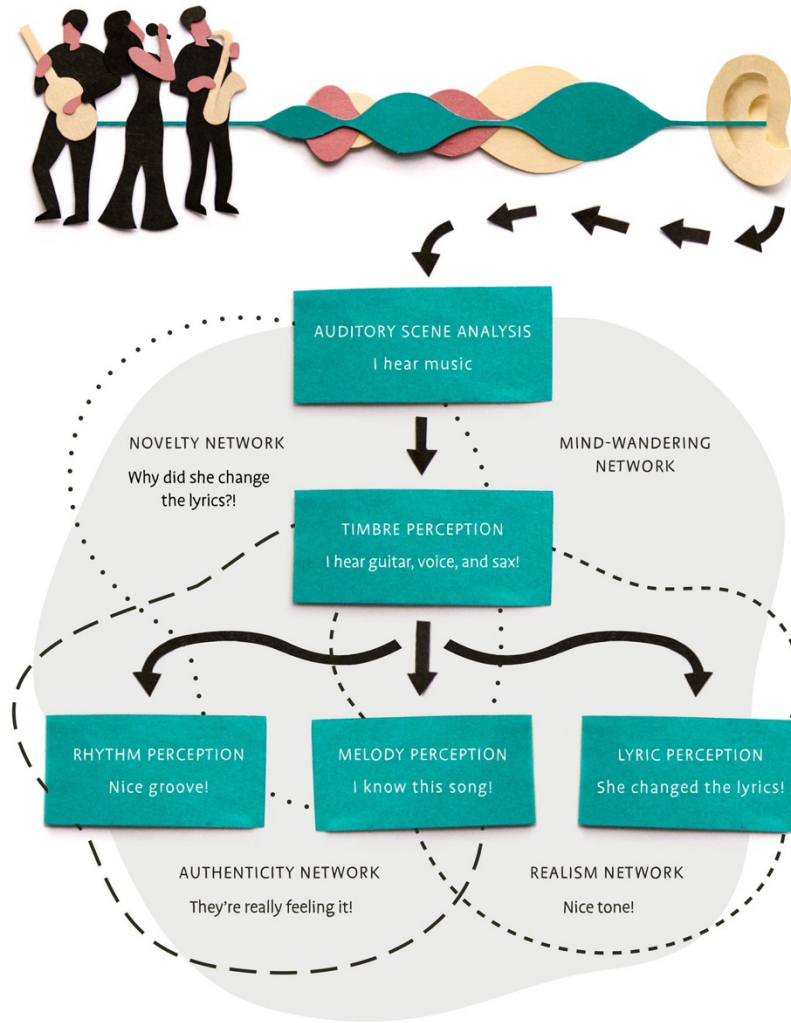 AUDITORY SCENE ANALYSIS
I hear music
NOVELTY NETWORK
Why did she change
the lyrics?!
MIND-WANDERING
NETWORK
TIMBRE PERCEPTION
I hear guitar, voice, and sax!
RHYTHM PERCEPTION
Nice groove!
MELODY PERCEPTION
I know this song!
LYRIC PERCEPTION
She changed the lyrics!
AUTHENTICITY NETWORK
They're really feeling it!
REALISM NETWORK
Nice tone!